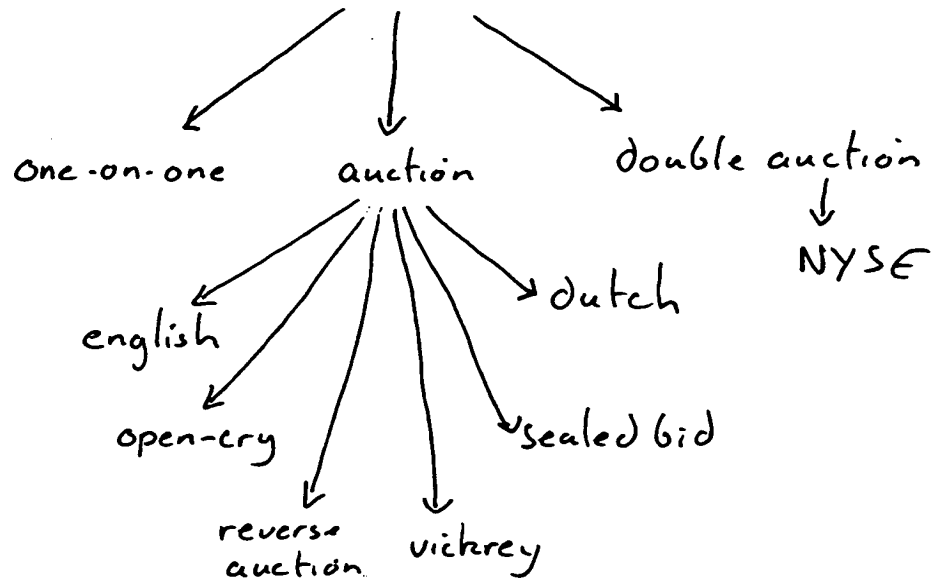 one-on-one
auction
double auction
NYSE
english
dutch
open-cry
sealed bid
reverse
auction
vickrey